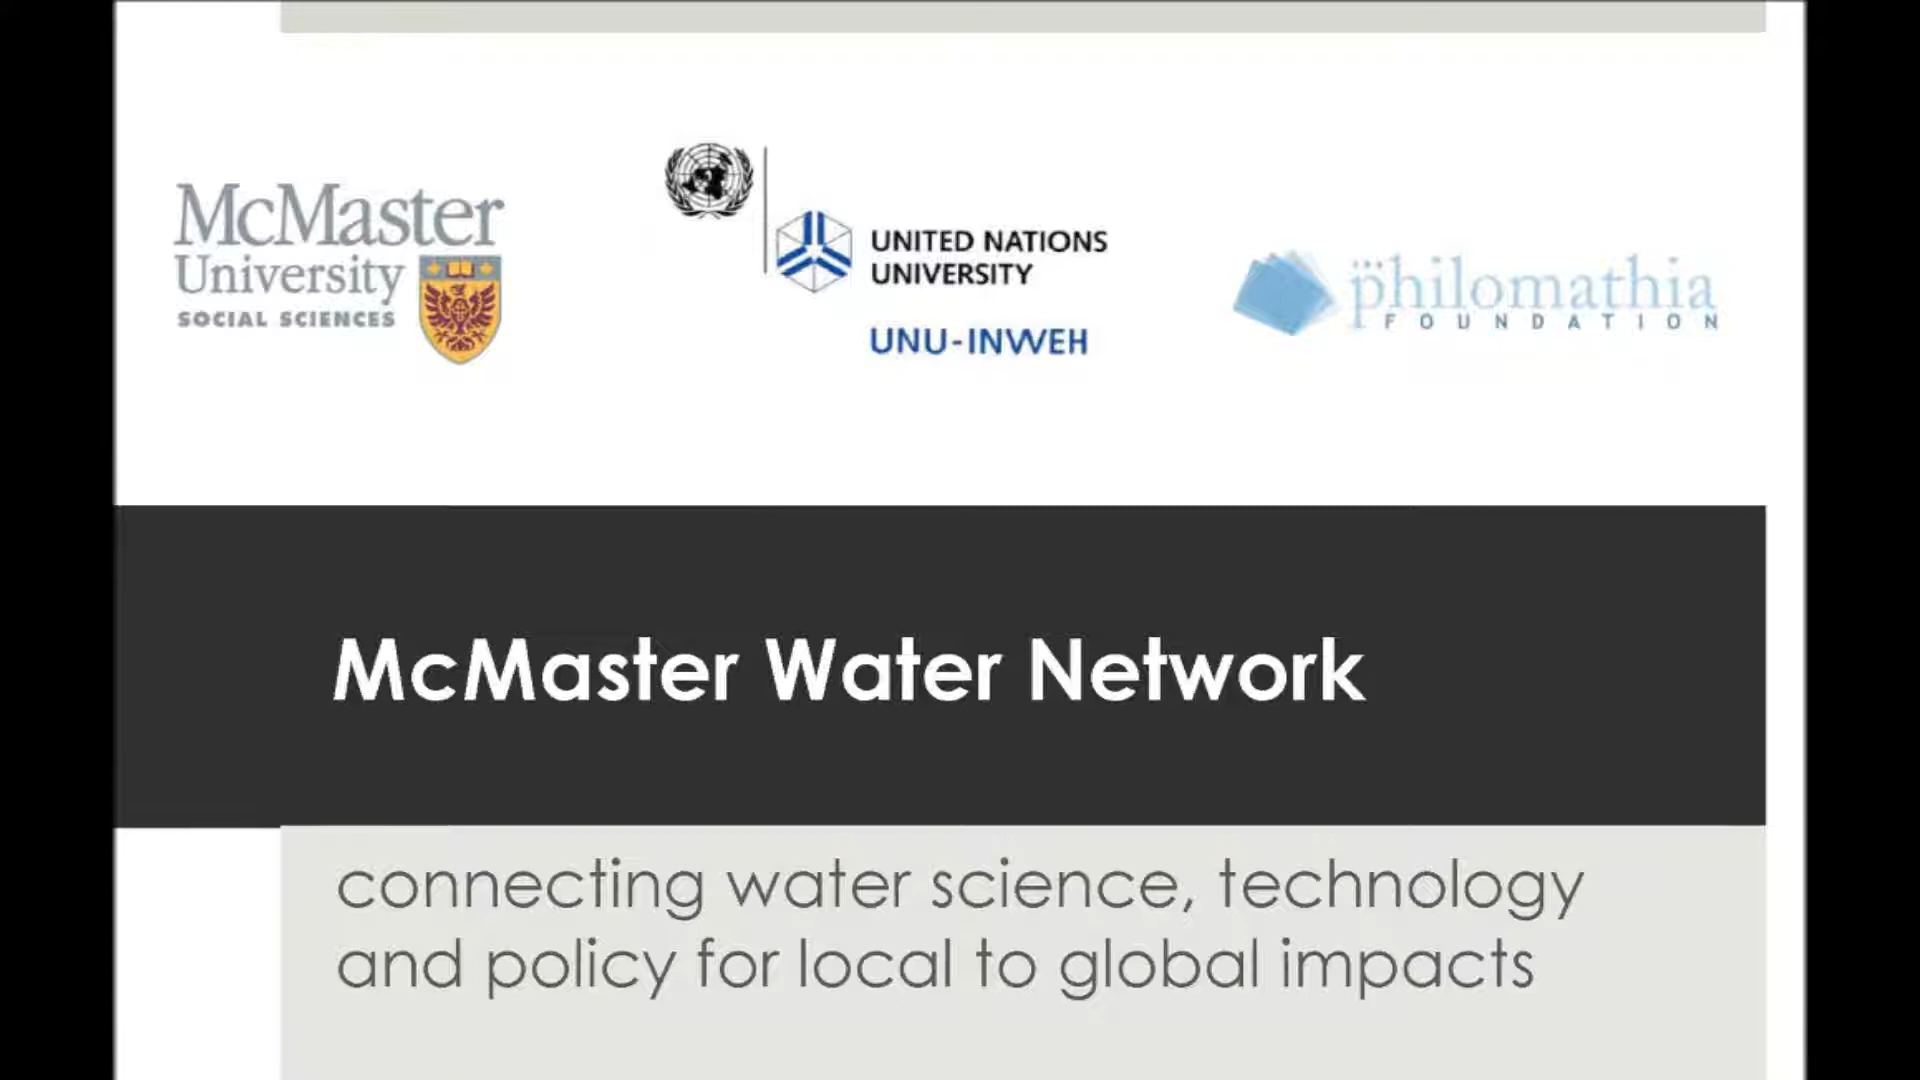 McMaster
University
SOCIAL SCIENCES
UNITED NATIONS
UNIVERSITY
UNU-INWEH
philomathia
FOUNDATION
McMaster Water Network
connecting water science, technology
and policy for local to global impacts